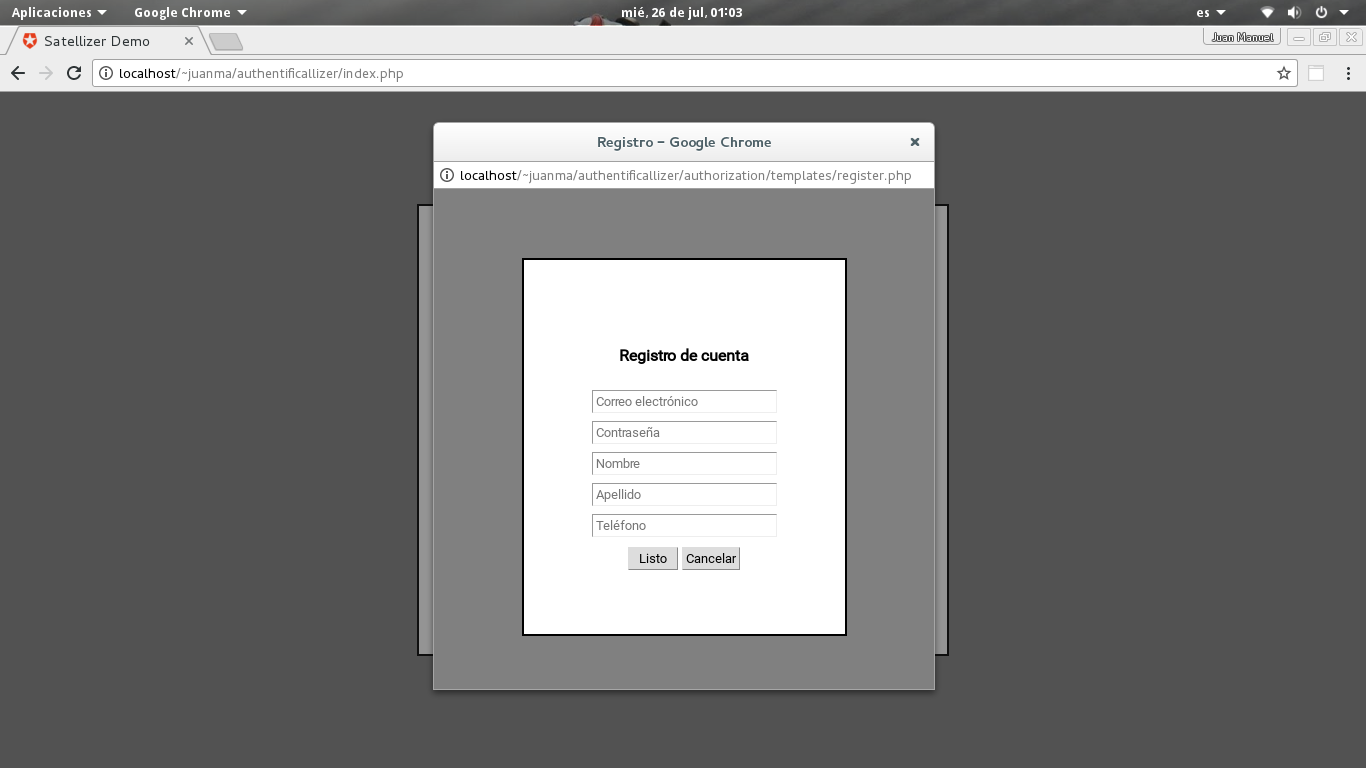 Aplicaciones Google Chrome mié, 26 de jul, 01:03 es
Satellizer Demo Juan Manuel
localhost/~juanma/authentificallizer/index.php
Registro – Google Chrome
localhost/~juanma/authentificallizer/authorization/templates/register.php
Registro de cuenta
Correo electrónico
Contraseña
Nombre
Apellido
Teléfono
Listo Cancelar